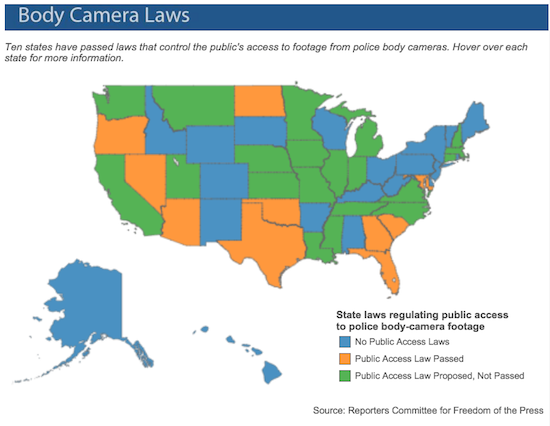 Body Camera Laws
Ten states have passed laws that control the public's access to footage from police body cameras. Hover over each
state for more information.
State laws regulating public access
to police body-camera footage
No Public Access Laws
Public Access Law Passed
Public Access Law Proposed, Not Passed
Source: Reporters Committee for Freedom of the Press